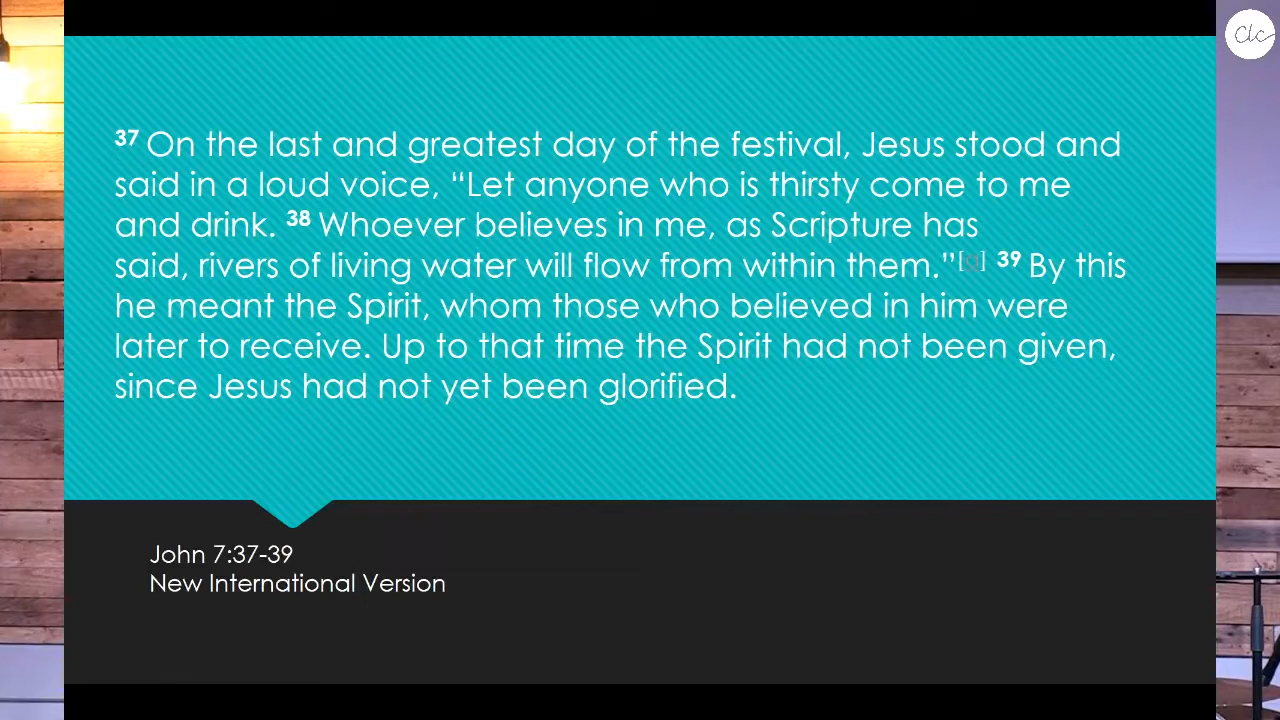 Clc
37 On the last and greatest day of the festival, Jesus stood and
said in a loud voice, “Let anyone who is thirsty come to me
and drink. 38 Whoever believes in me, as Scripture has
said, rivers of living water will flow from within them.”[g] 39 By this
he meant the Spirit, whom those who believed in him were
later to receive. Up to that time the Spirit had not been given,
since Jesus had not yet been glorified.
John 7:37-39
New International Version